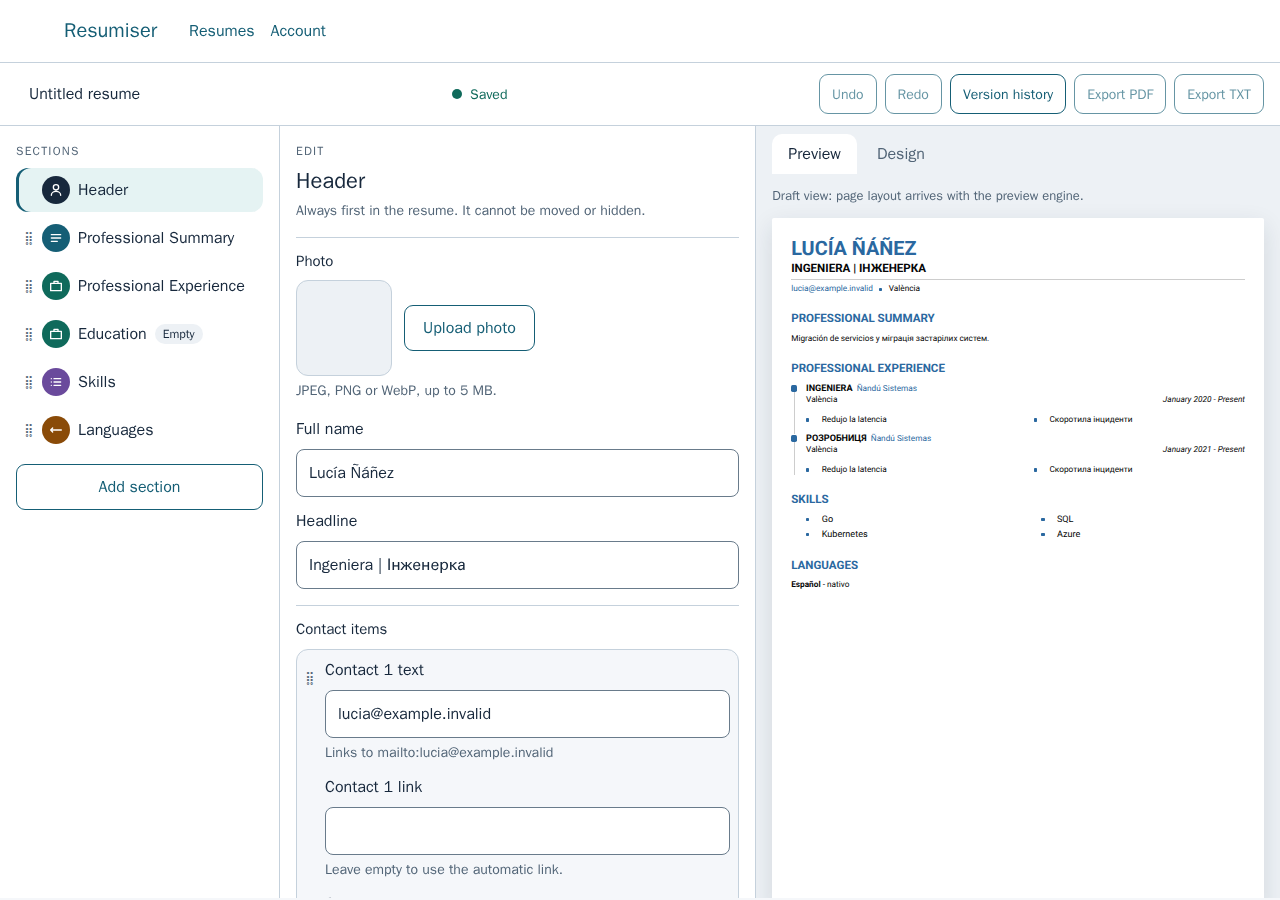 Resumiser Resumes Account
Untitled resume Saved Undo Redo Version history Export PDF Export TXT
SECTIONS
Header
Professional Summary
Professional Experience
Education Empty
Skills
Languages
Add section
EDIT
Header
Always first in the resume. It cannot be moved or hidden.
Photo
Upload photo
JPEG, PNG or WebP, up to 5 MB.
Full name
Lucía Ñáñez
Headline
Ingeniera | Інженерка
Contact items
Contact 1 text
lucia@example.invalid
Links to mailto:lucia@example.invalid
Contact 1 link
Leave empty to use the automatic link.
Preview Design
Draft view: page layout arrives with the preview engine.
LUCÍA ÑÁÑEZ
INGENIERA | ІНЖЕНЕРКА
lucia@example.invalid València
PROFESSIONAL SUMMARY
Migración de servicios y міграція застарілих систем.
PROFESSIONAL EXPERIENCE
INGENIERA Ñandú Sistemas
València January 2020 - Present
Redujo la latencia Скоротила інциденти
РОЗРОБНИЦЯ Ñandú Sistemas
València January 2021 - Present
Redujo la latencia Скоротила інциденти
SKILLS
Go SQL
Kubernetes Azure
LANGUAGES
Español - nativo